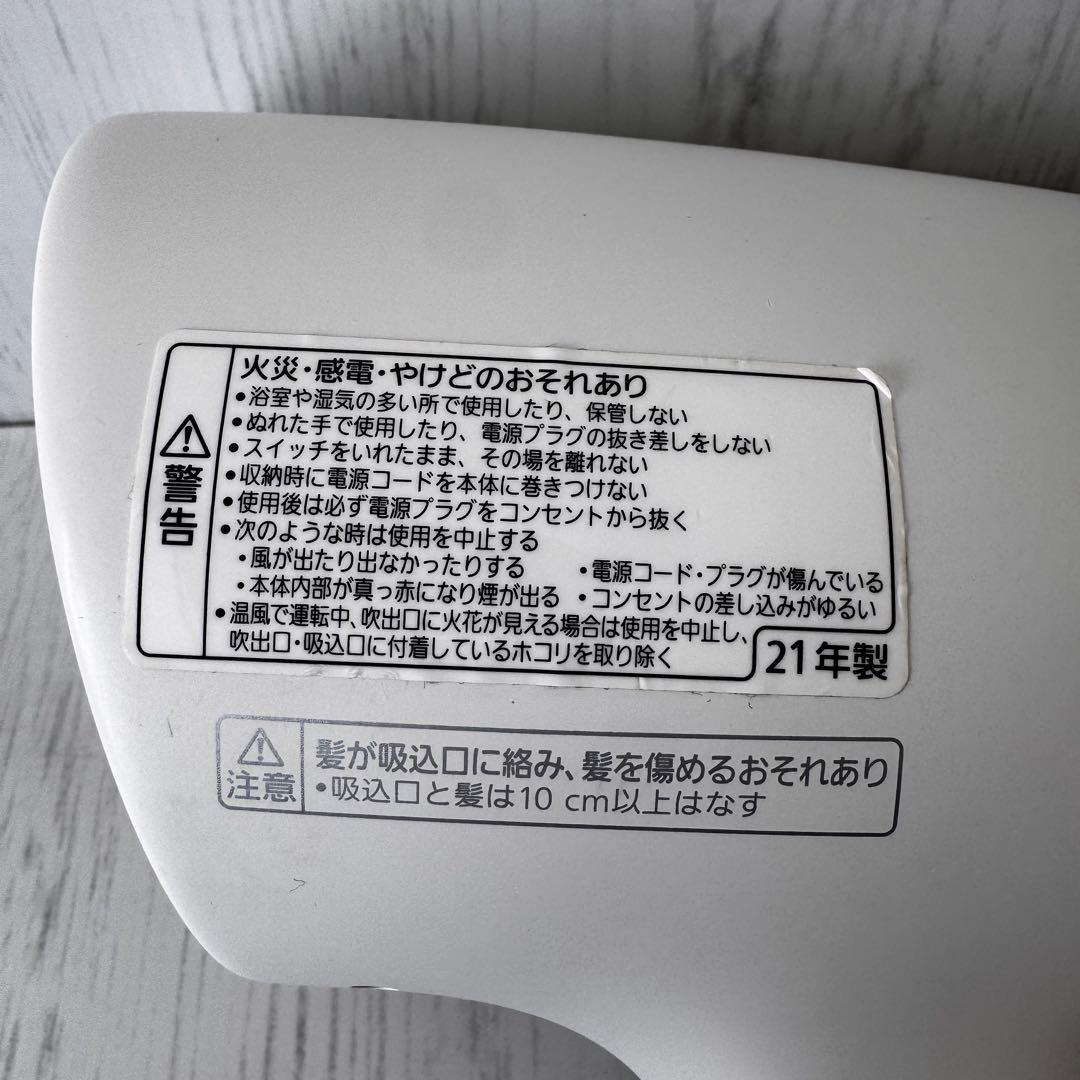 警告
火災・感電・やけどのおそれあり
•浴室や湿気の多い所で使用したり、保管しない
•ぬれた手で使用したり、電源プラグの抜き差しをしない
•スイッチをいれたまま、その場を離れない
•収納時に電源コードを本体に巻きつけない
•使用後は必ず電源プラグをコンセントから抜く
•次のような時は使用を中止する
・風が出たり出なかったりする ・電源コード・プラグが傷んでいる
・本体内部が真っ赤になり煙が出る ・コンセントの差し込みがゆるい
•温風で運転中、吹出口に火花が見える場合は使用を中止し、
吹出口・吸込口に付着しているホコリを取り除く
21年製
注意
髪が吸込口に絡み、髪を傷めるおそれあり
•吸込口と髪は10 cm以上はなす